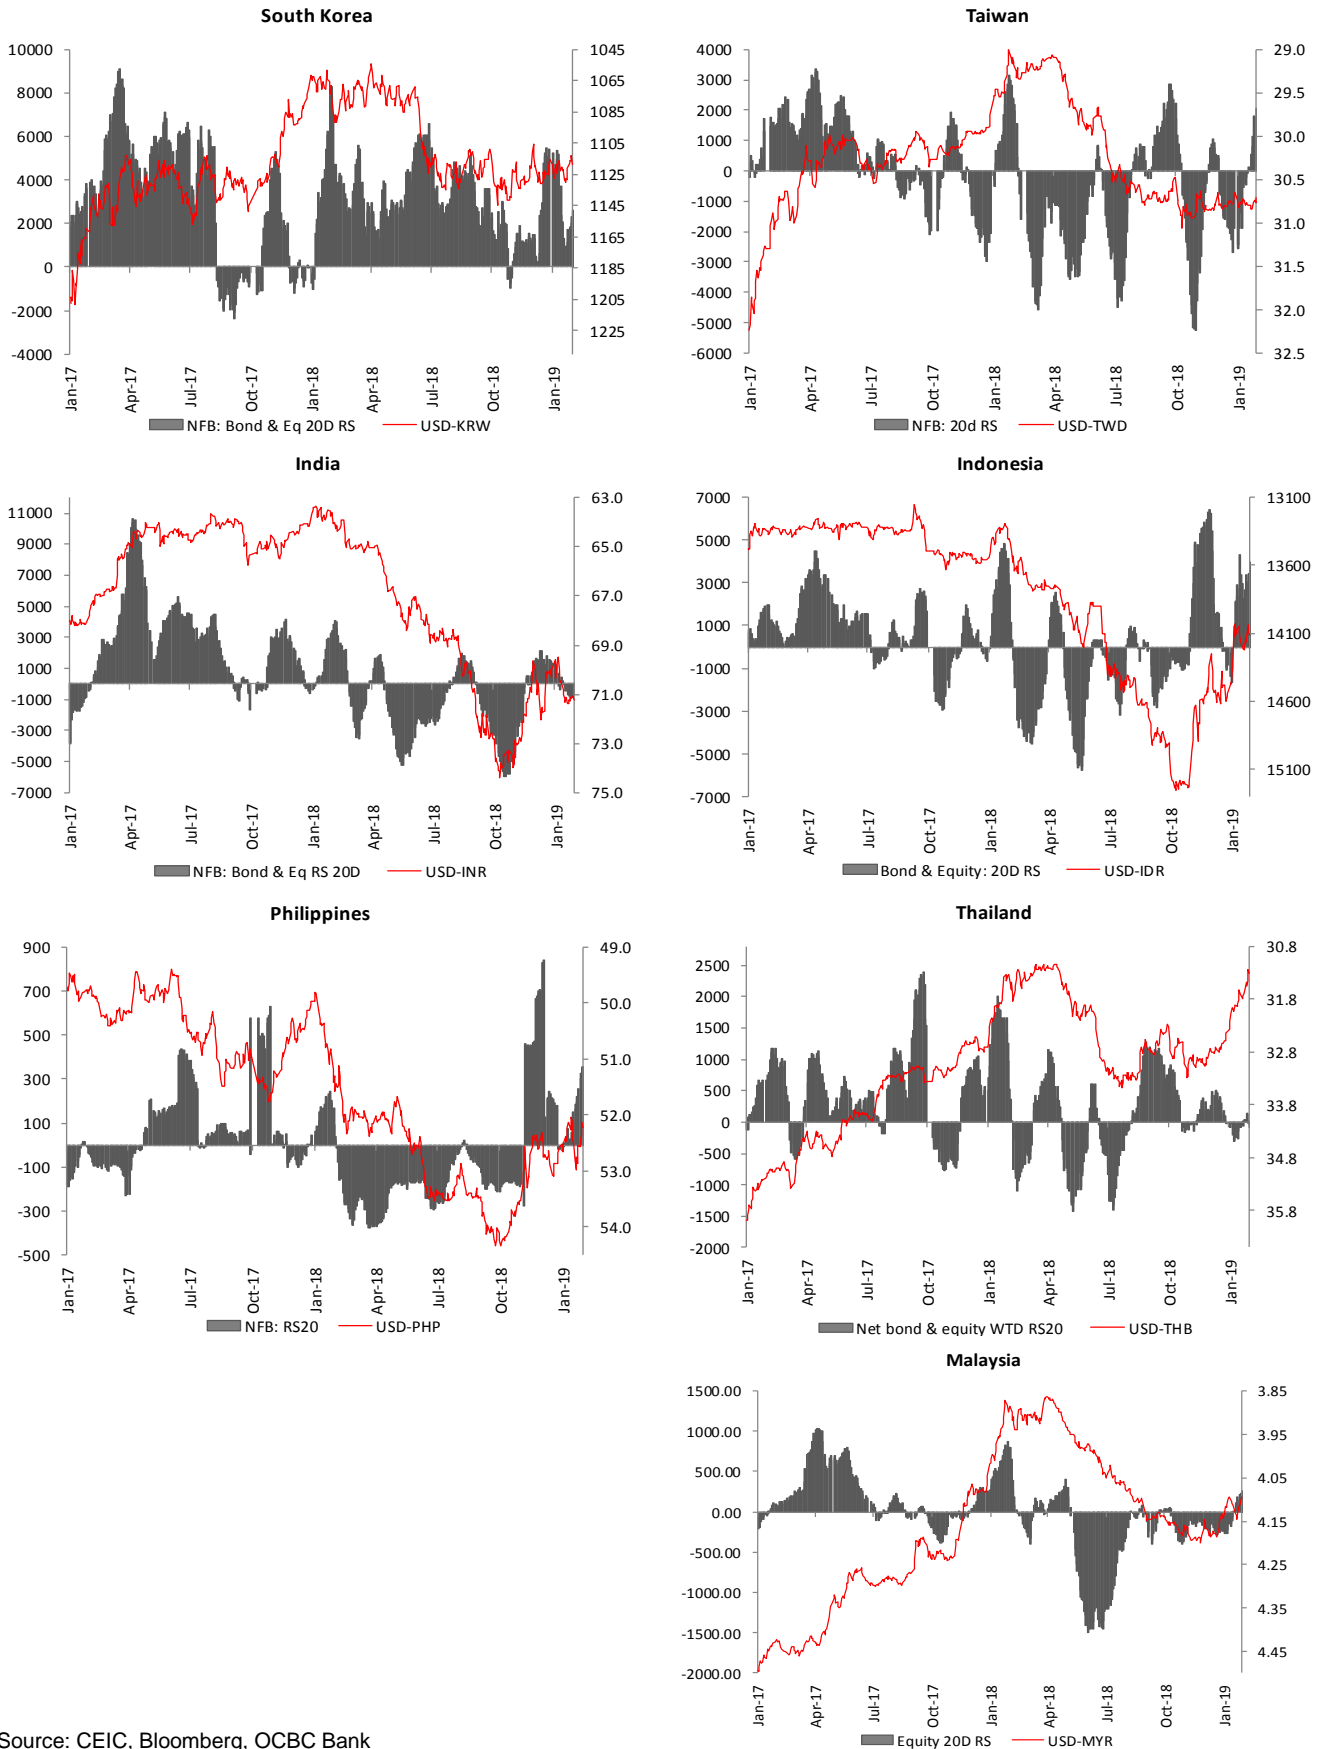 South Korea
10000
8000
6000
4000
2000
0
-2000
-4000
1045
1065
1085
1105
1125
1145
1165
1185
1205
1225
Jan-17
Apr-17
Jul-17
Oct-17
Jan-18
Apr-18
Jul-18
Oct-18
Jan-19
NFB: Bond & Eq 20D RS USD-KRW
Taiwan
4000
3000
2000
1000
0
-1000
-2000
-3000
-4000
-5000
-6000
29.0
29.5
30.0
30.5
31.0
31.5
32.0
32.5
Jan-17
Apr-17
Jul-17
Oct-17
Jan-18
Apr-18
Jul-18
Oct-18
Jan-19
NFB: 20d RS USD-TWD
India
11000
9000
7000
5000
3000
1000
-1000
-3000
-5000
-7000
63.0
65.0
67.0
69.0
71.0
73.0
75.0
Jan-17
Apr-17
Jul-17
Oct-17
Jan-18
Apr-18
Jul-18
Oct-18
Jan-19
NFB: Bond & Eq RS 20D USD-INR
Indonesia
7000
5000
3000
1000
-1000
-3000
-5000
-7000
13100
13600
14100
14600
15100
Jan-17
Apr-17
Jul-17
Oct-17
Jan-18
Apr-18
Jul-18
Oct-18
Jan-19
Bond & Equity: 20D RS USD-IDR
Philippines
900
700
500
300
100
-100
-300
-500
49.0
50.0
51.0
52.0
53.0
54.0
Jan-17
Apr-17
Jul-17
Oct-17
Jan-18
Apr-18
Jul-18
Oct-18
Jan-19
NFB: RS20 USD-PHP
Thailand
2500
2000
1500
1000
500
0
-500
-1000
-1500
-2000
30.8
31.8
32.8
33.8
34.8
35.8
Jan-17
Apr-17
Jul-17
Oct-17
Jan-18
Apr-18
Jul-18
Oct-18
Jan-19
Net bond & equity WTD RS20 USD-THB
Malaysia
1500.00
1000.00
500.00
0.00
-500.00
-1000.00
-1500.00
-2000.00
3.85
3.95
4.05
4.15
4.25
4.35
4.45
Jan-17
Apr-17
Jul-17
Oct-17
Jan-18
Apr-18
Jul-18
Oct-18
Jan-19
Equity 20D RS USD-MYR
Source: CEIC, Bloomberg, OCBC Bank